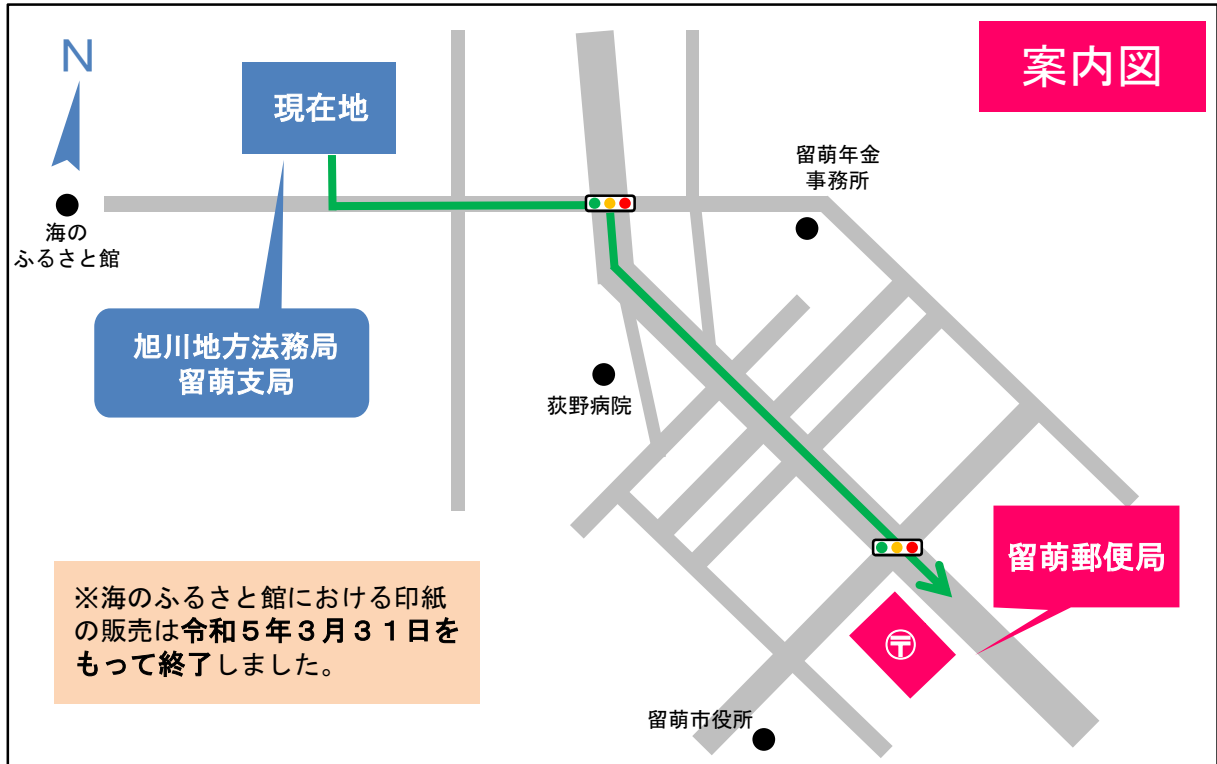 N
案内図
現在地
留萌年金
事務所
海の
ふるさと館
旭川地方法務局
留萌支局
荻野病院
留萌郵便局
※海のふるさと館における印紙
の販売は令和５年３月３１日を
もって終了しました。
〒
留萌市役所